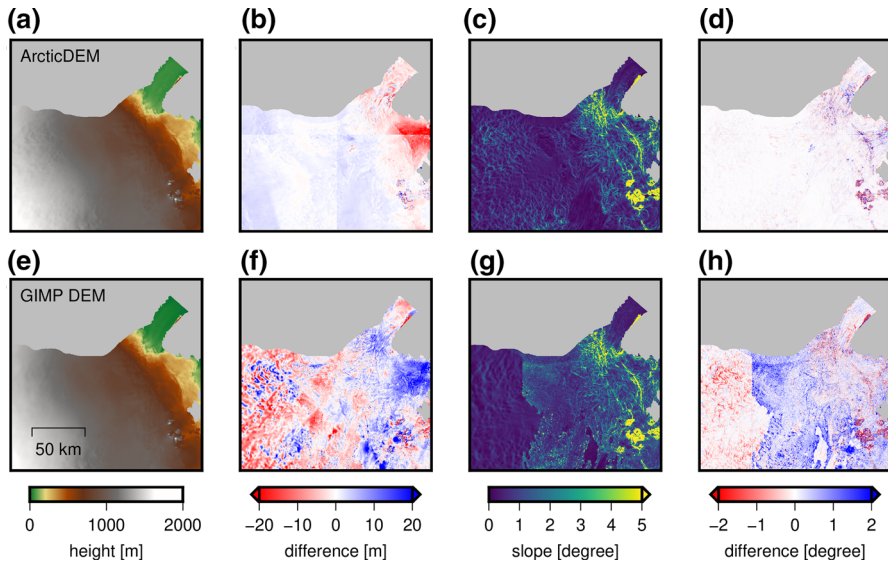 (a) (b) (c) (d)
ArcticDEM
(e) (f) (g) (h)
GIMP DEM
50 km
0 1000 2000 −20 −10 0 10 20 0 1 2 3 4 5 −2 −1 0 1 2
height [m] difference [m] slope [degree] difference [degree]